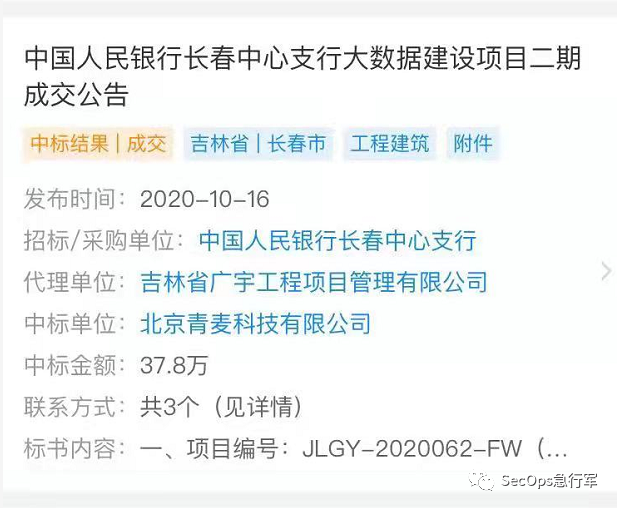 中国人民银行长春中心支行大数据建设项目二期
成交公告
中标结果 | 成交 吉林省 | 长春市 工程建筑 附件
发布时间：2020-10-16
招标/采购单位：中国人民银行长春中心支行
代理单位：吉林省广宇工程项目管理有限公司
中标单位：北京青麦科技有限公司
中标金额：37.8万
联系方式：共3个（见详情）
标书内容：一、项目编号：JLGY-2020062-FW（...
SecOps急行军